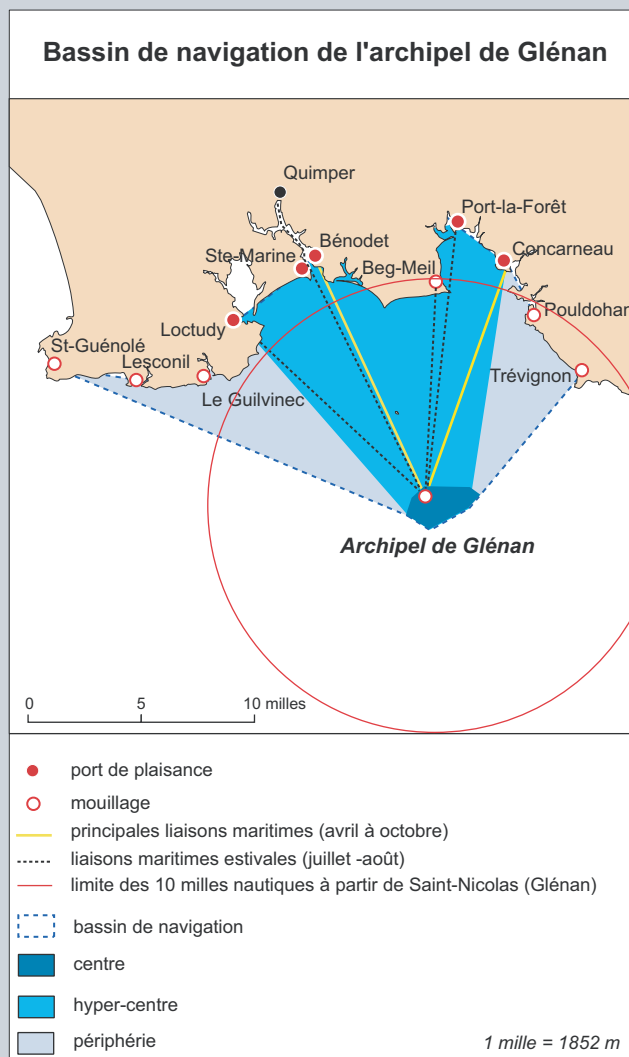 Bassin de navigation de l'archipel de Glénan
Quimper
Port-la-Forêt
Bénodet
Ste-Marine
Concarneau
Beg-Meil
Pouldohan
Loctudy
St-Guénolé
Lesconil
Trévignon
Le Guilvinec
Archipel de Glénan
0 5 10 milles
port de plaisance
mouillage
principales liaisons maritimes (avril à octobre)
liaisons maritimes estivales (juillet -août)
limite des 10 milles nautiques à partir de Saint-Nicolas (Glénan)
bassin de navigation
centre
hyper-centre
périphérie
1 mille = 1852 m